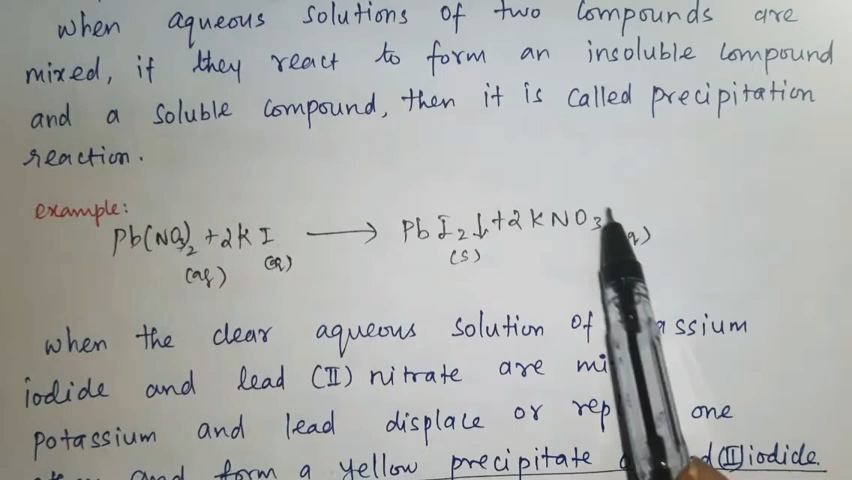 when aqueous solutions of two compounds are
mixed, if they react to form an insoluble compound
and a soluble compound, then it is called precipitation
reaction.
example:
Pb(NO3)2 + 2KI ⟶ PbI2↓ + 2KNO3
(aq) (aq) (s)
when the clear aqueous solution of
iodide and lead (II) nitrate are
potassium and lead displace or one
and form a yellow precipitate (II) iodide.